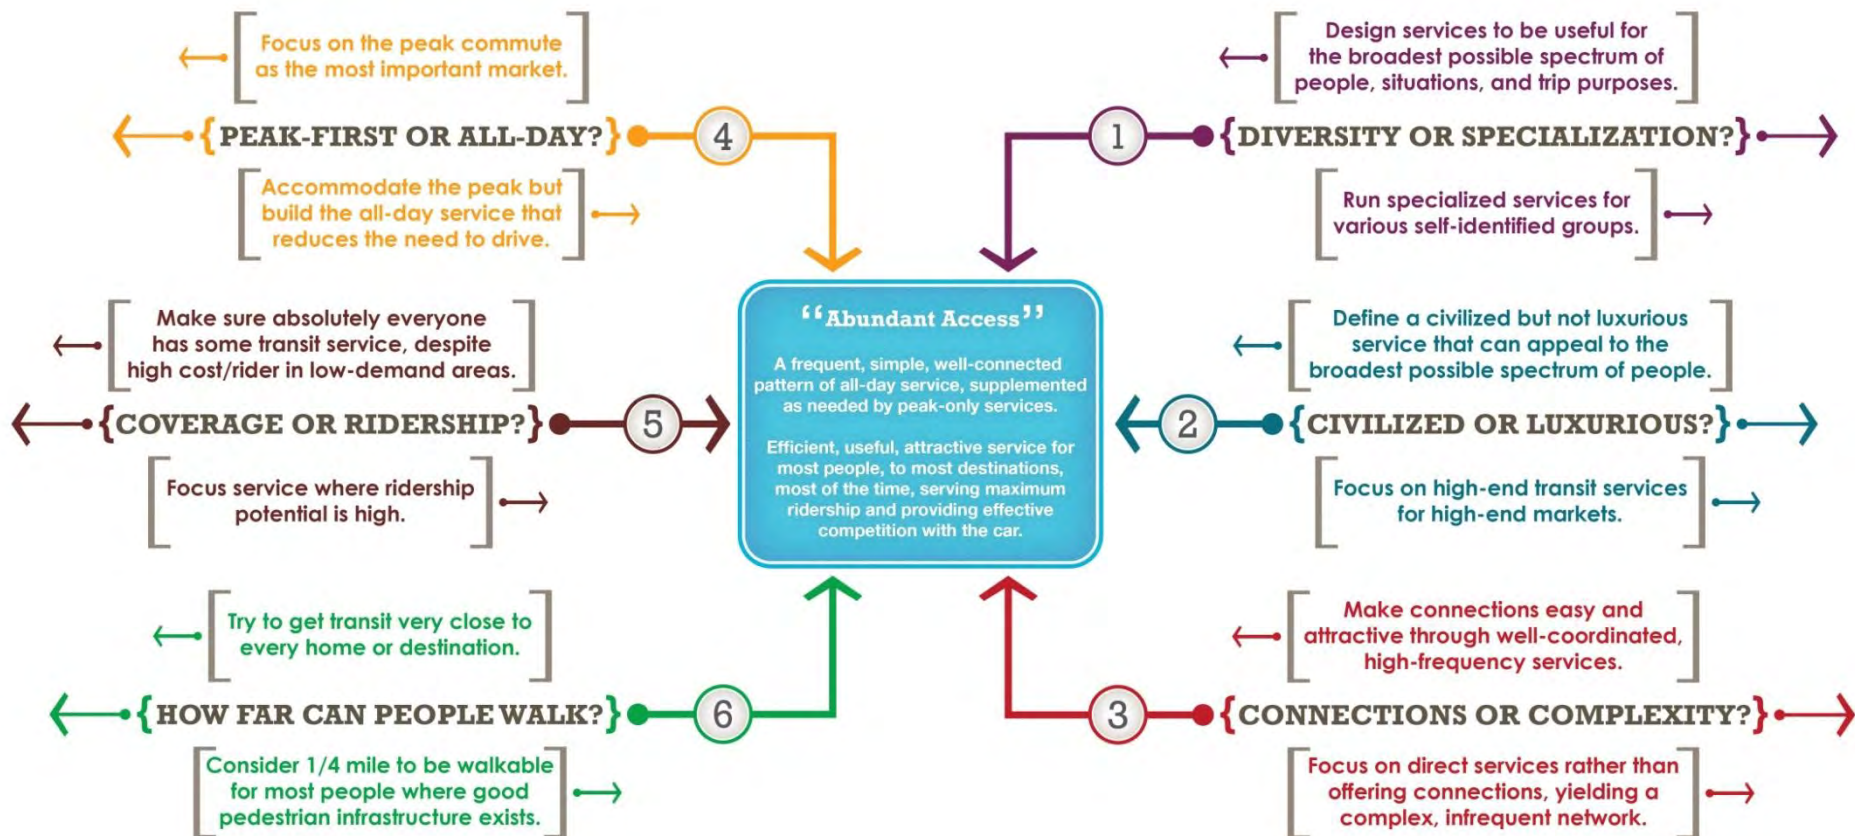 Focus on the peak commute
as the most important market.
{PEAK-FIRST OR ALL-DAY?}
4
Accommodate the peak but
build the all-day service that
reduces the need to drive.
Design services to be useful for
the broadest possible spectrum of
people, situations, and trip purposes.
1
{DIVERSITY OR SPECIALIZATION?}
Run specialized services for
various self-identified groups.
Make sure absolutely everyone
has some transit service, despite
high cost/rider in low-demand areas.
{COVERAGE OR RIDERSHIP?}
5
Focus service where ridership
potential is high.
“Abundant Access”
A frequent, simple, well-connected
pattern of all-day service, supplemented
as needed by peak-only services.
Efficient, useful, attractive service for
most people, to most destinations,
most of the time, serving maximum
ridership and providing effective
competition with the car.
Define a civilized but not luxurious
service that can appeal to the
broadest possible spectrum of people.
2
{CIVILIZED OR LUXURIOUS?}
Focus on high-end transit services
for high-end markets.
Try to get transit very close to
every home or destination.
{HOW FAR CAN PEOPLE WALK?}
6
Consider 1/4 mile to be walkable
for most people where good
pedestrian infrastructure exists.
Make connections easy and
attractive through well-coordinated,
high-frequency services.
3
{CONNECTIONS OR COMPLEXITY?}
Focus on direct services rather than
offering connections, yielding a
complex, infrequent network.